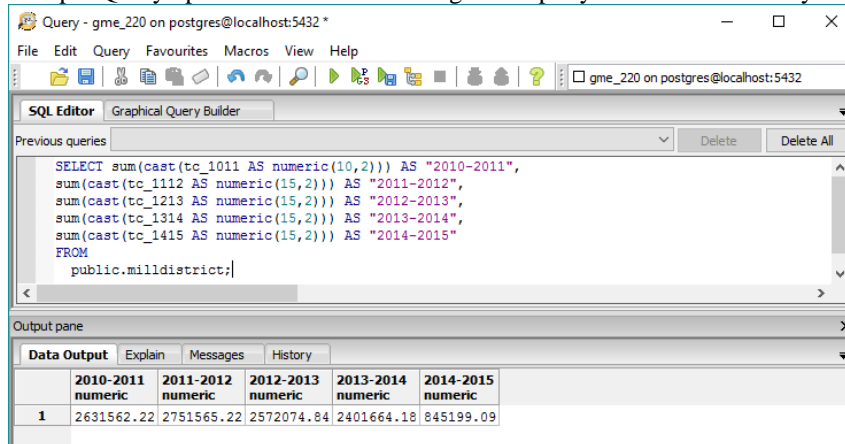 Query - gme_220 on postgres@localhost:5432 *
File Edit Query Favourites Macros View Help
gme_220 on postgres@localhost:5432
SQL Editor Graphical Query Builder
Previous queries Delete Delete All
SELECT sum(cast(tc_1011 AS numeric(10,2))) AS "2010-2011",
sum(cast(tc_1112 AS numeric(15,2))) AS "2011-2012",
sum(cast(tc_1213 AS numeric(15,2))) AS "2012-2013",
sum(cast(tc_1314 AS numeric(15,2))) AS "2013-2014",
sum(cast(tc_1415 AS numeric(15,2))) AS "2014-2015"
FROM
public.milldistrict;
Output pane
Data Output Explain Messages History
2010-2011 2011-2012 2012-2013 2013-2014 2014-2015
numeric numeric numeric numeric numeric
1 2631562.22 2751565.22 2572074.84 2401664.18 845199.09